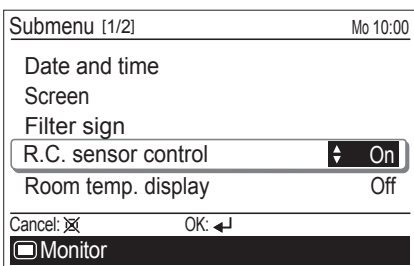 Submenu [1/2] Mo 10:00
Date and time
Screen
Filter sign
R.C. sensor control On
Room temp. display Off
Cancel: OK:
Monitor